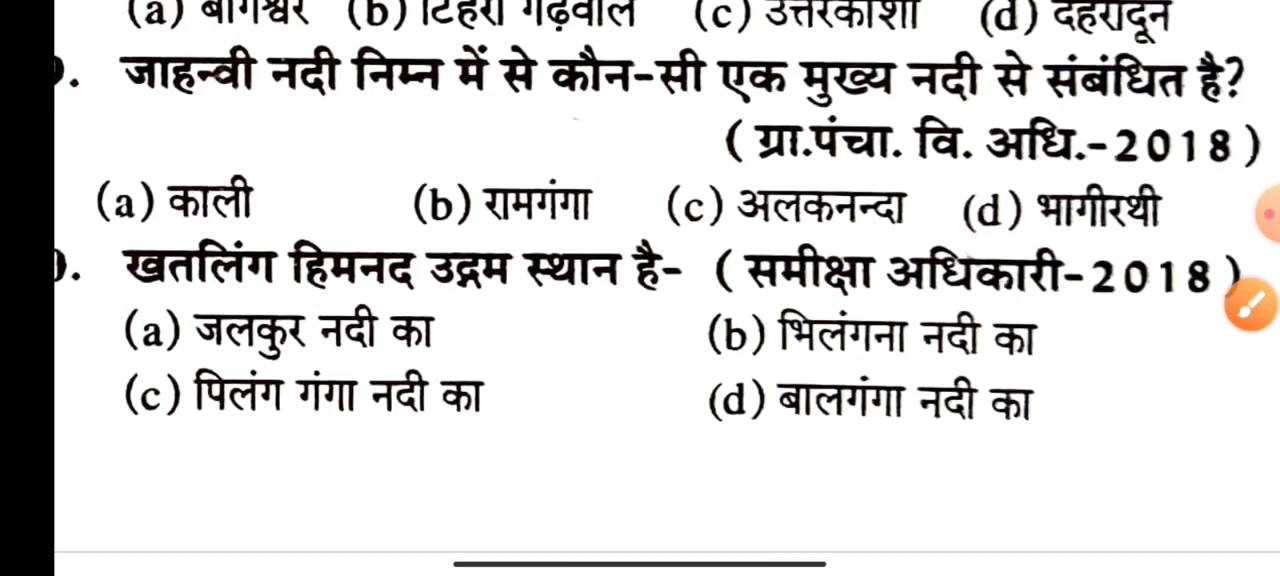 (a) बागेश्वर (b) टिहरी गढ़वाल (c) उत्तरकाशी (d) देहरादून
. जाहन्वी नदी निम्न में से कौन-सी एक मुख्य नदी से संबंधित है?
( ग्रा.पंचा. वि. अधि.-2018 )
(a) काली (b) रामगंगा (c) अलकनन्दा (d) भागीरथी
. खतलिंग हिमनद उद्गम स्थान है- ( समीक्षा अधिकारी-2018 )
(a) जलकुर नदी का (b) भिलंगना नदी का
(c) पिलंग गंगा नदी का (d) बालगंगा नदी का